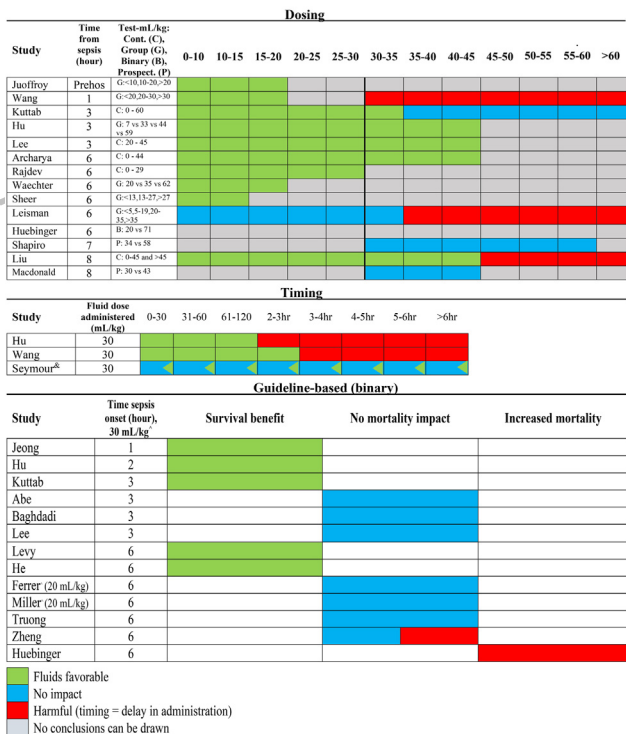 Dosing
Study Time from sepsis (hour) Test-mL/kg: Cont. (C), Group (G), Binary (B), Prospect. (P) 0-10 10-15 15-20 20-25 25-30 30-35 35-40 40-45 45-50 50-55 55-60 >60
Juoffroy Prehos G:<10,10-20,>20
Wang 1 G:<20,20-30,>30
Kuttab 3 C: 0 - 60
Hu 3 G: 7 vs 33 vs 44 vs 59
Lee 3 C: 20 - 45
Archarya 6 C: 0 - 44
Rajdev 6 C: 0 - 29
Waechter 6 G: 20 vs 35 vs 62
Sheer 6 G:<13,13-27,>27
Leisman 6 G:<5,5-19,20-35,>35
Huebinger 6 B: 20 vs 71
Shapiro 7 P: 34 vs 58
Liu 8 C: 0-45 and >45
Macdonald 8 P: 30 vs 43
Timing
Study Fluid dose administered (mL/kg) 0-30 31-60 61-120 2-3hr 3-4hr 4-5hr 5-6hr >6hr
Hu 30
Wang 30
Seymour& 30
Guideline-based (binary)
Study Time sepsis onset (hour), 30 mL/kg^ Survival benefit No mortality impact Increased mortality
Jeong 1
Hu 2
Kuttab 3
Abe 3
Baghdadi 3
Lee 3
Levy 6
He 6
Ferrer (20 mL/kg) 6
Miller (20 mL/kg) 6
Truong 6
Zheng 6
Huebinger 6
Fluids favorable
No impact
Harmful (timing = delay in administration)
No conclusions can be drawn